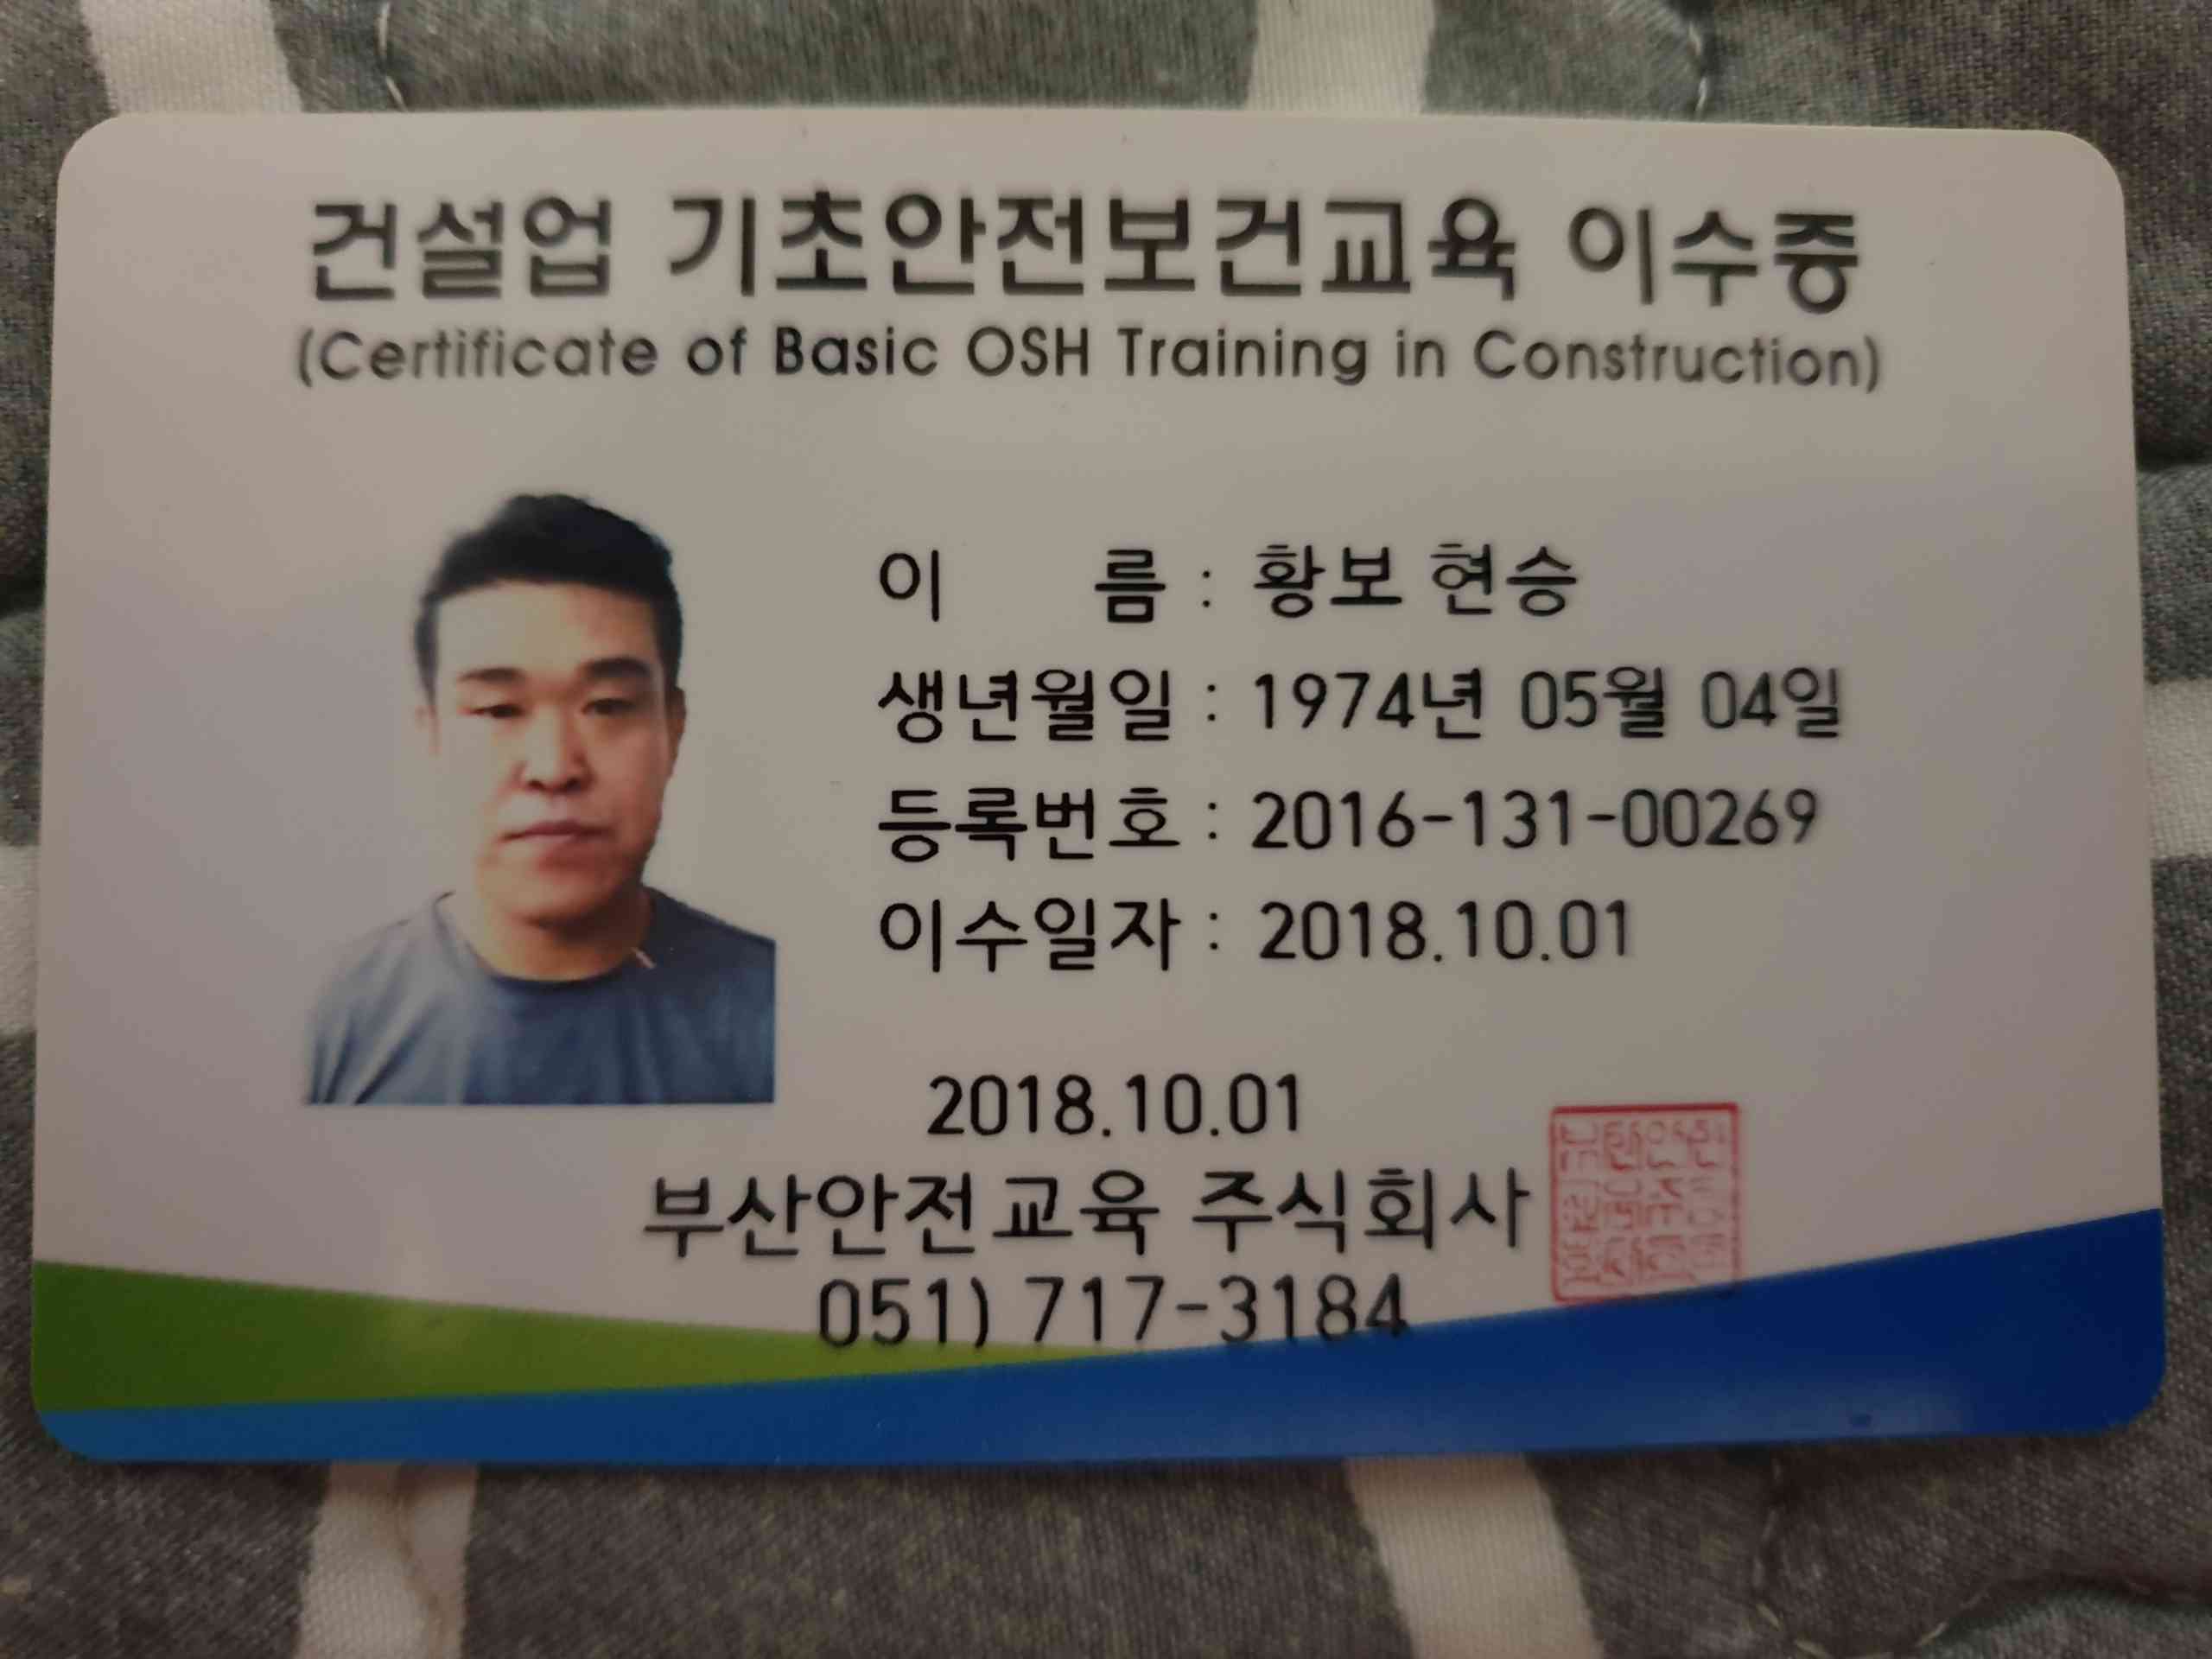 건설업 기초안전보건교육 이수증
(Certificate of Basic OSH Training in Construction)
이 름 : 황보 현승
생년월일 : 1974년 05월 04일
등록번호 : 2016-131-00269
이수일자 : 2018.10.01
2018.10.01
부산안전교육 주식회사
051) 717-3184